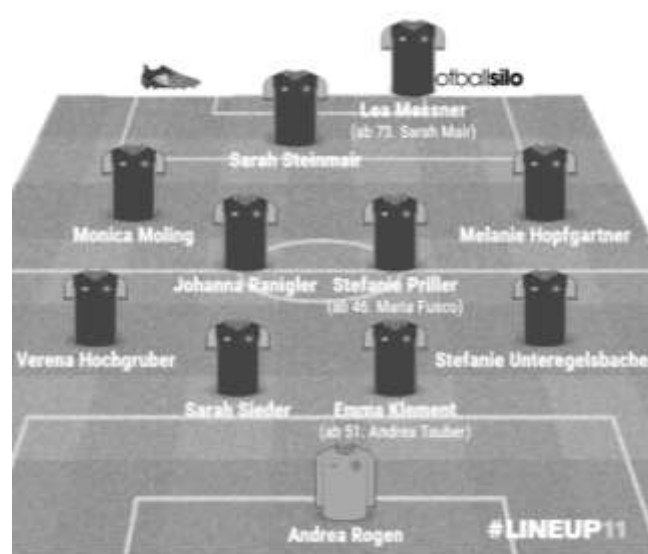 otballsilo
Lea Messner
(ab 73. Sarah Mair)
Sarah Steinmair
Monica Moling
Melanie Hopfgartner
Johanna Ranigler
Stefanie Priller
(ab 46. Maria Fusco)
Verena Hochgruber
Stefanie Unteregelsbache
Sarah Sieder
Emma Klement
(ab 51. Andrea Tauber)
Andrea Rogen
#LINEUP11